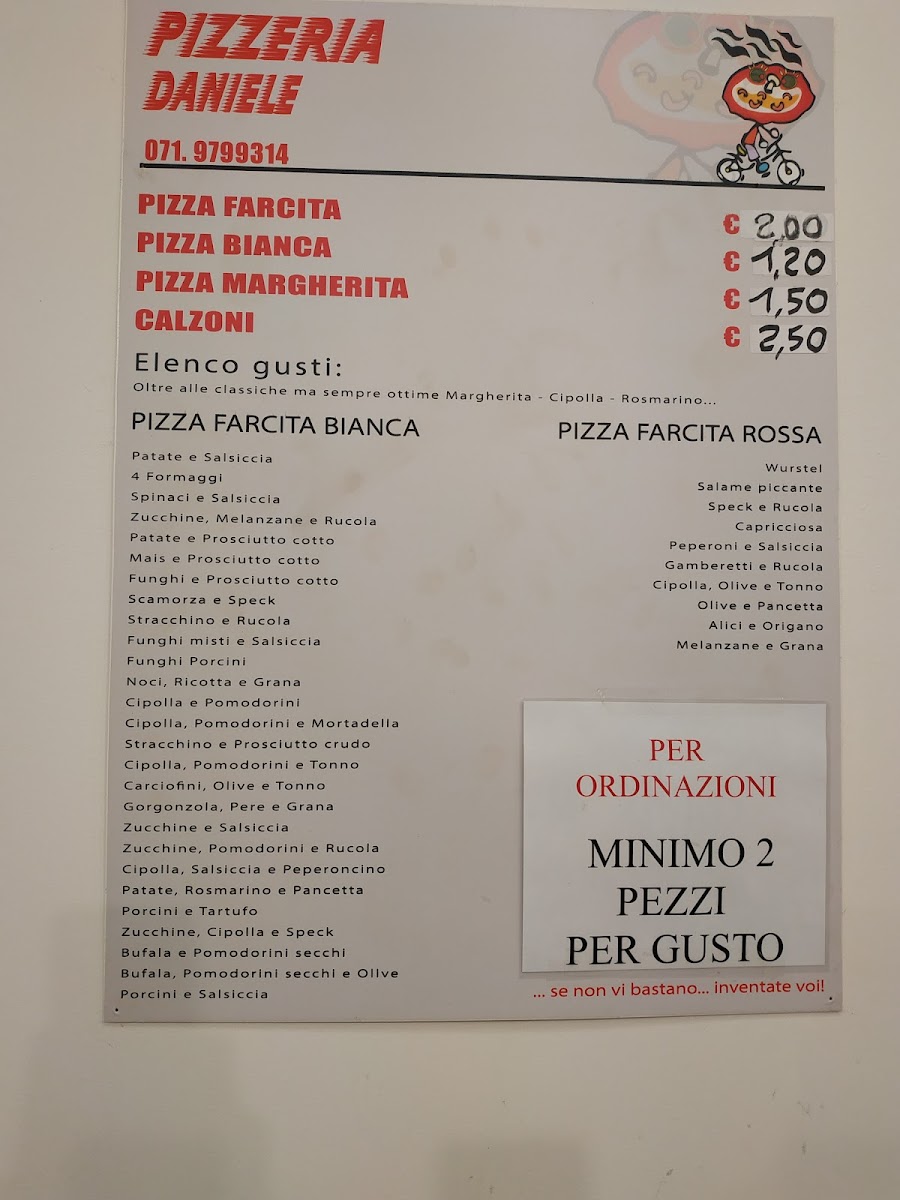 PIZZERIA
DANIELE
071. 9799314
PIZZA FARCITA € 2,00
PIZZA BIANCA € 1,20
PIZZA MARGHERITA € 1,50
CALZONI € 2,50
Elenco gusti:
Oltre alle classiche ma sempre ottime Margherita - Cipolla - Rosmarino...
PIZZA FARCITA BIANCA
Patate e Salsiccia
4 Formaggi
Spinaci e Salsiccia
Zucchine, Melanzane e Rucola
Patate e Prosciutto cotto
Mais e Prosciutto cotto
Funghi e Prosciutto cotto
Scamorza e Speck
Stracchino e Rucola
Funghi misti e Salsiccia
Funghi Porcini
Noci, Ricotta e Grana
Cipolla e Pomodorini
Cipolla, Pomodorini e Mortadella
Stracchino e Prosciutto crudo
Cipolla, Pomodorini e Tonno
Carciofini, Olive e Tonno
Gorgonzola, Pere e Grana
Zucchine e Salsiccia
Zucchine, Pomodorini e Rucola
Cipolla, Salsiccia e Peperoncino
Patate, Rosmarino e Pancetta
Porcini e Tartufo
Zucchine, Cipolla e Speck
Bufala e Pomodorini secchi
Bufala, Pomodorini secchi e Olive
Porcini e Salsiccia
PIZZA FARCITA ROSSA
Wurstel
Salame piccante
Speck e Rucola
Capricciosa
Peperoni e Salsiccia
Gamberetti e Rucola
Cipolla, Olive e Tonno
Olive e Pancetta
Alici e Origano
Melanzane e Grana
PER
ORDINAZIONI
MINIMO 2
PEZZI
PER GUSTO
... se non vi bastano... inventate voi!